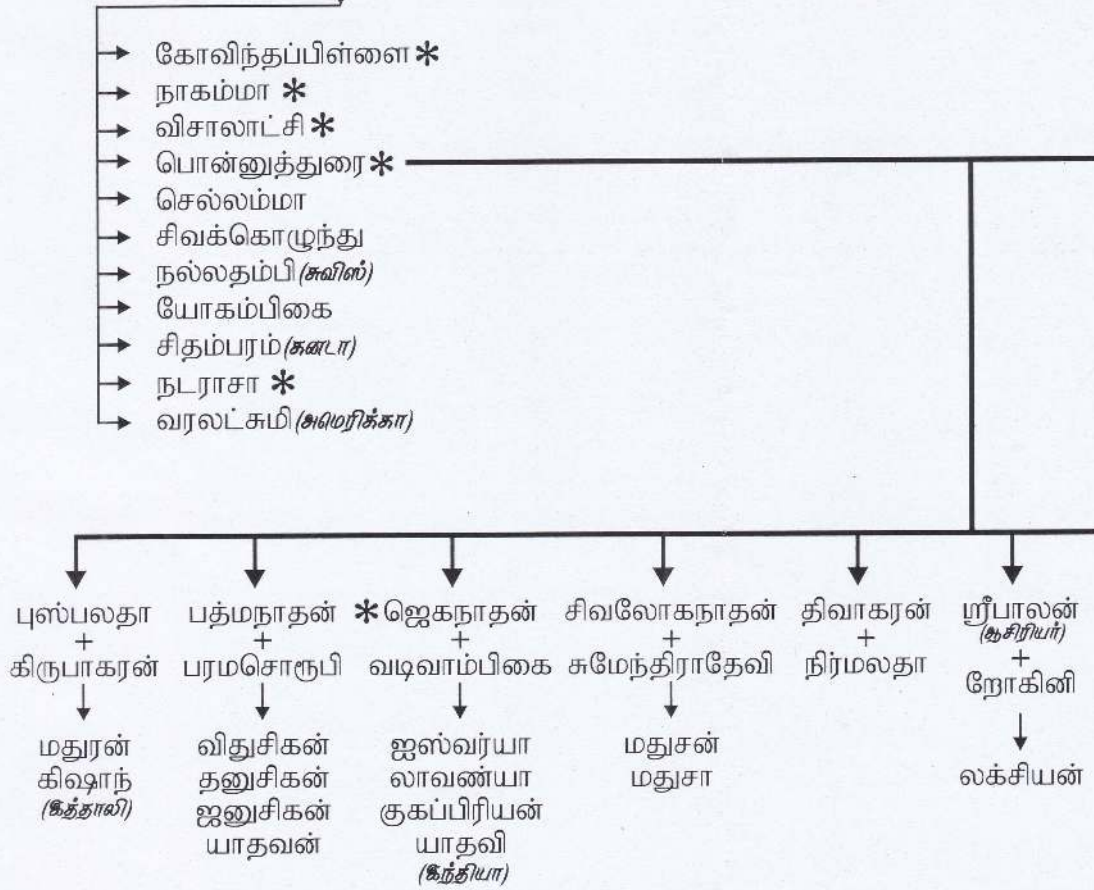 கோவிந்தப்பிள்ளை *
நாகம்மா *
விசாலாட்சி *
பொன்னுத்துரை *
செல்லம்மா
சிவக்கொழுந்து
நல்லதம்பி (சுவிஸ்)
யோகம்பிகை
சிதம்பரம் (கனடா)
நடராசா *
வரலட்சுமி (அமெரிக்கா)
புஸ்பலதா
+
கிருபாகரன்
மதுரன்
கிஷாந்
(இத்தாலி)
பத்மநாதன்
+
பரமசொரூபி
விதுசிகன்
தனுசிகன்
ஜனுசிகன்
யாதவன்
* ஜெகநாதன்
+
வடிவாம்பிகை
ஐஸ்வர்யா
லாவண்யா
குகப்பிரியன்
யாதவி
(இந்தியா)
சிவலோகநாதன்
+
சுமேந்திராதேவி
மதுசன்
மதுசா
திவாகரன்
+
நிர்மலதா
ஸ்ரீபாலன்
(ஆசிரியர்)
+
றோகினி
லக்சியன்